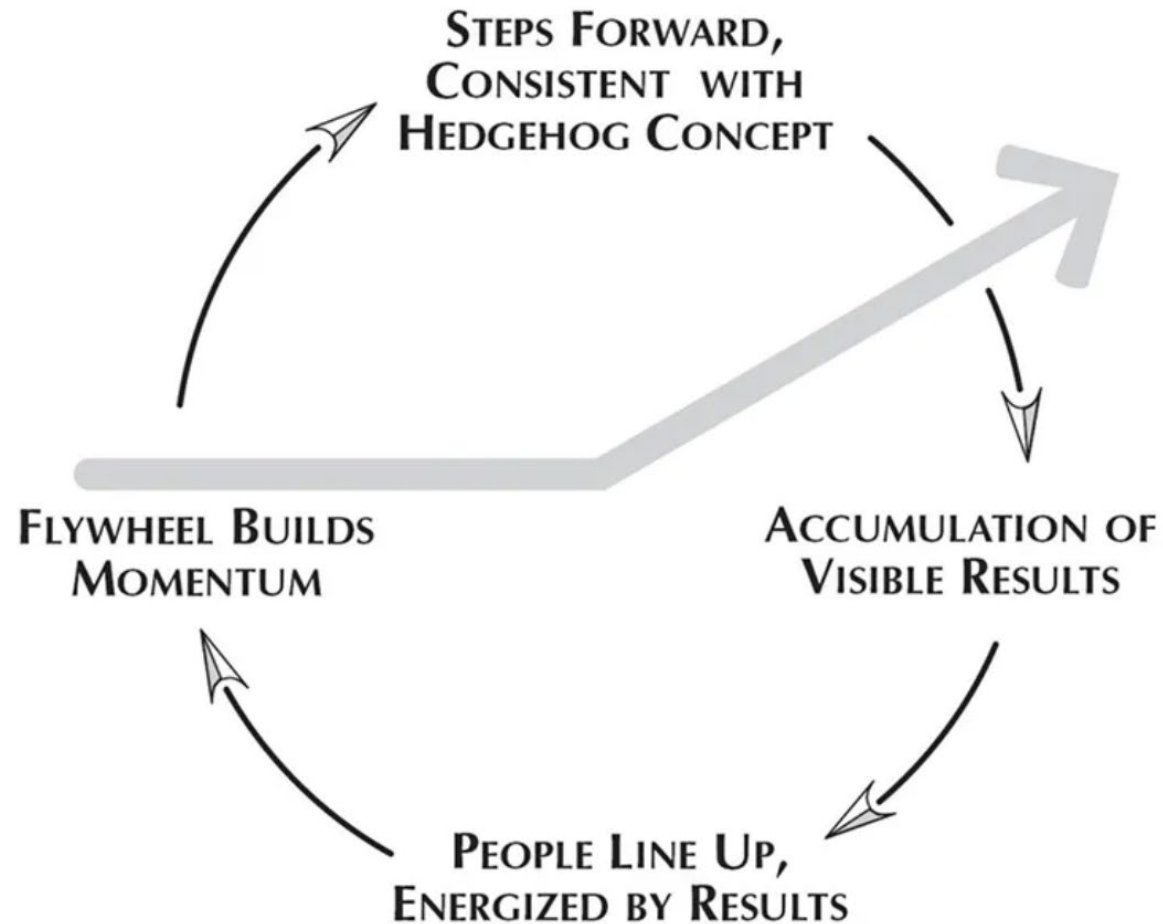 STEPS FORWARD,
CONSISTENT WITH
HEDGEHOG CONCEPT
ACCUMULATION OF
VISIBLE RESULTS
PEOPLE LINE UP,
ENERGIZED BY RESULTS
FLYWHEEL BUILDS
MOMENTUM